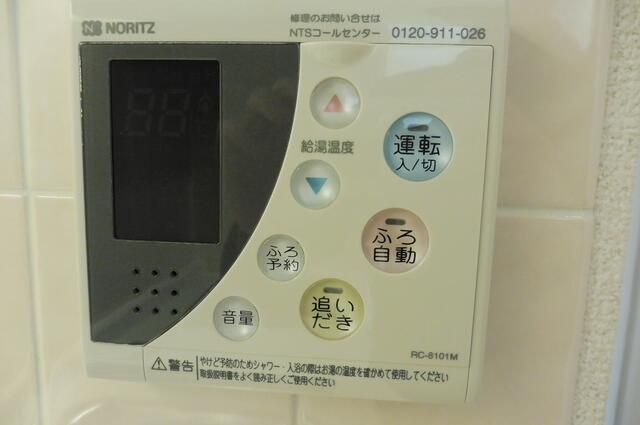 NORITZ
修理のお問い合せは
NTSコールセンター 0120-911-026
88
給湯温度
運転
入/切
ふろ
自動
ふろ
予約
追い
だき
音量
RC-8101M
警告
やけど予防のためシャワー・入浴の際はお湯の温度を確かめて使用してください
取扱説明書をよく読み正しくご使用ください